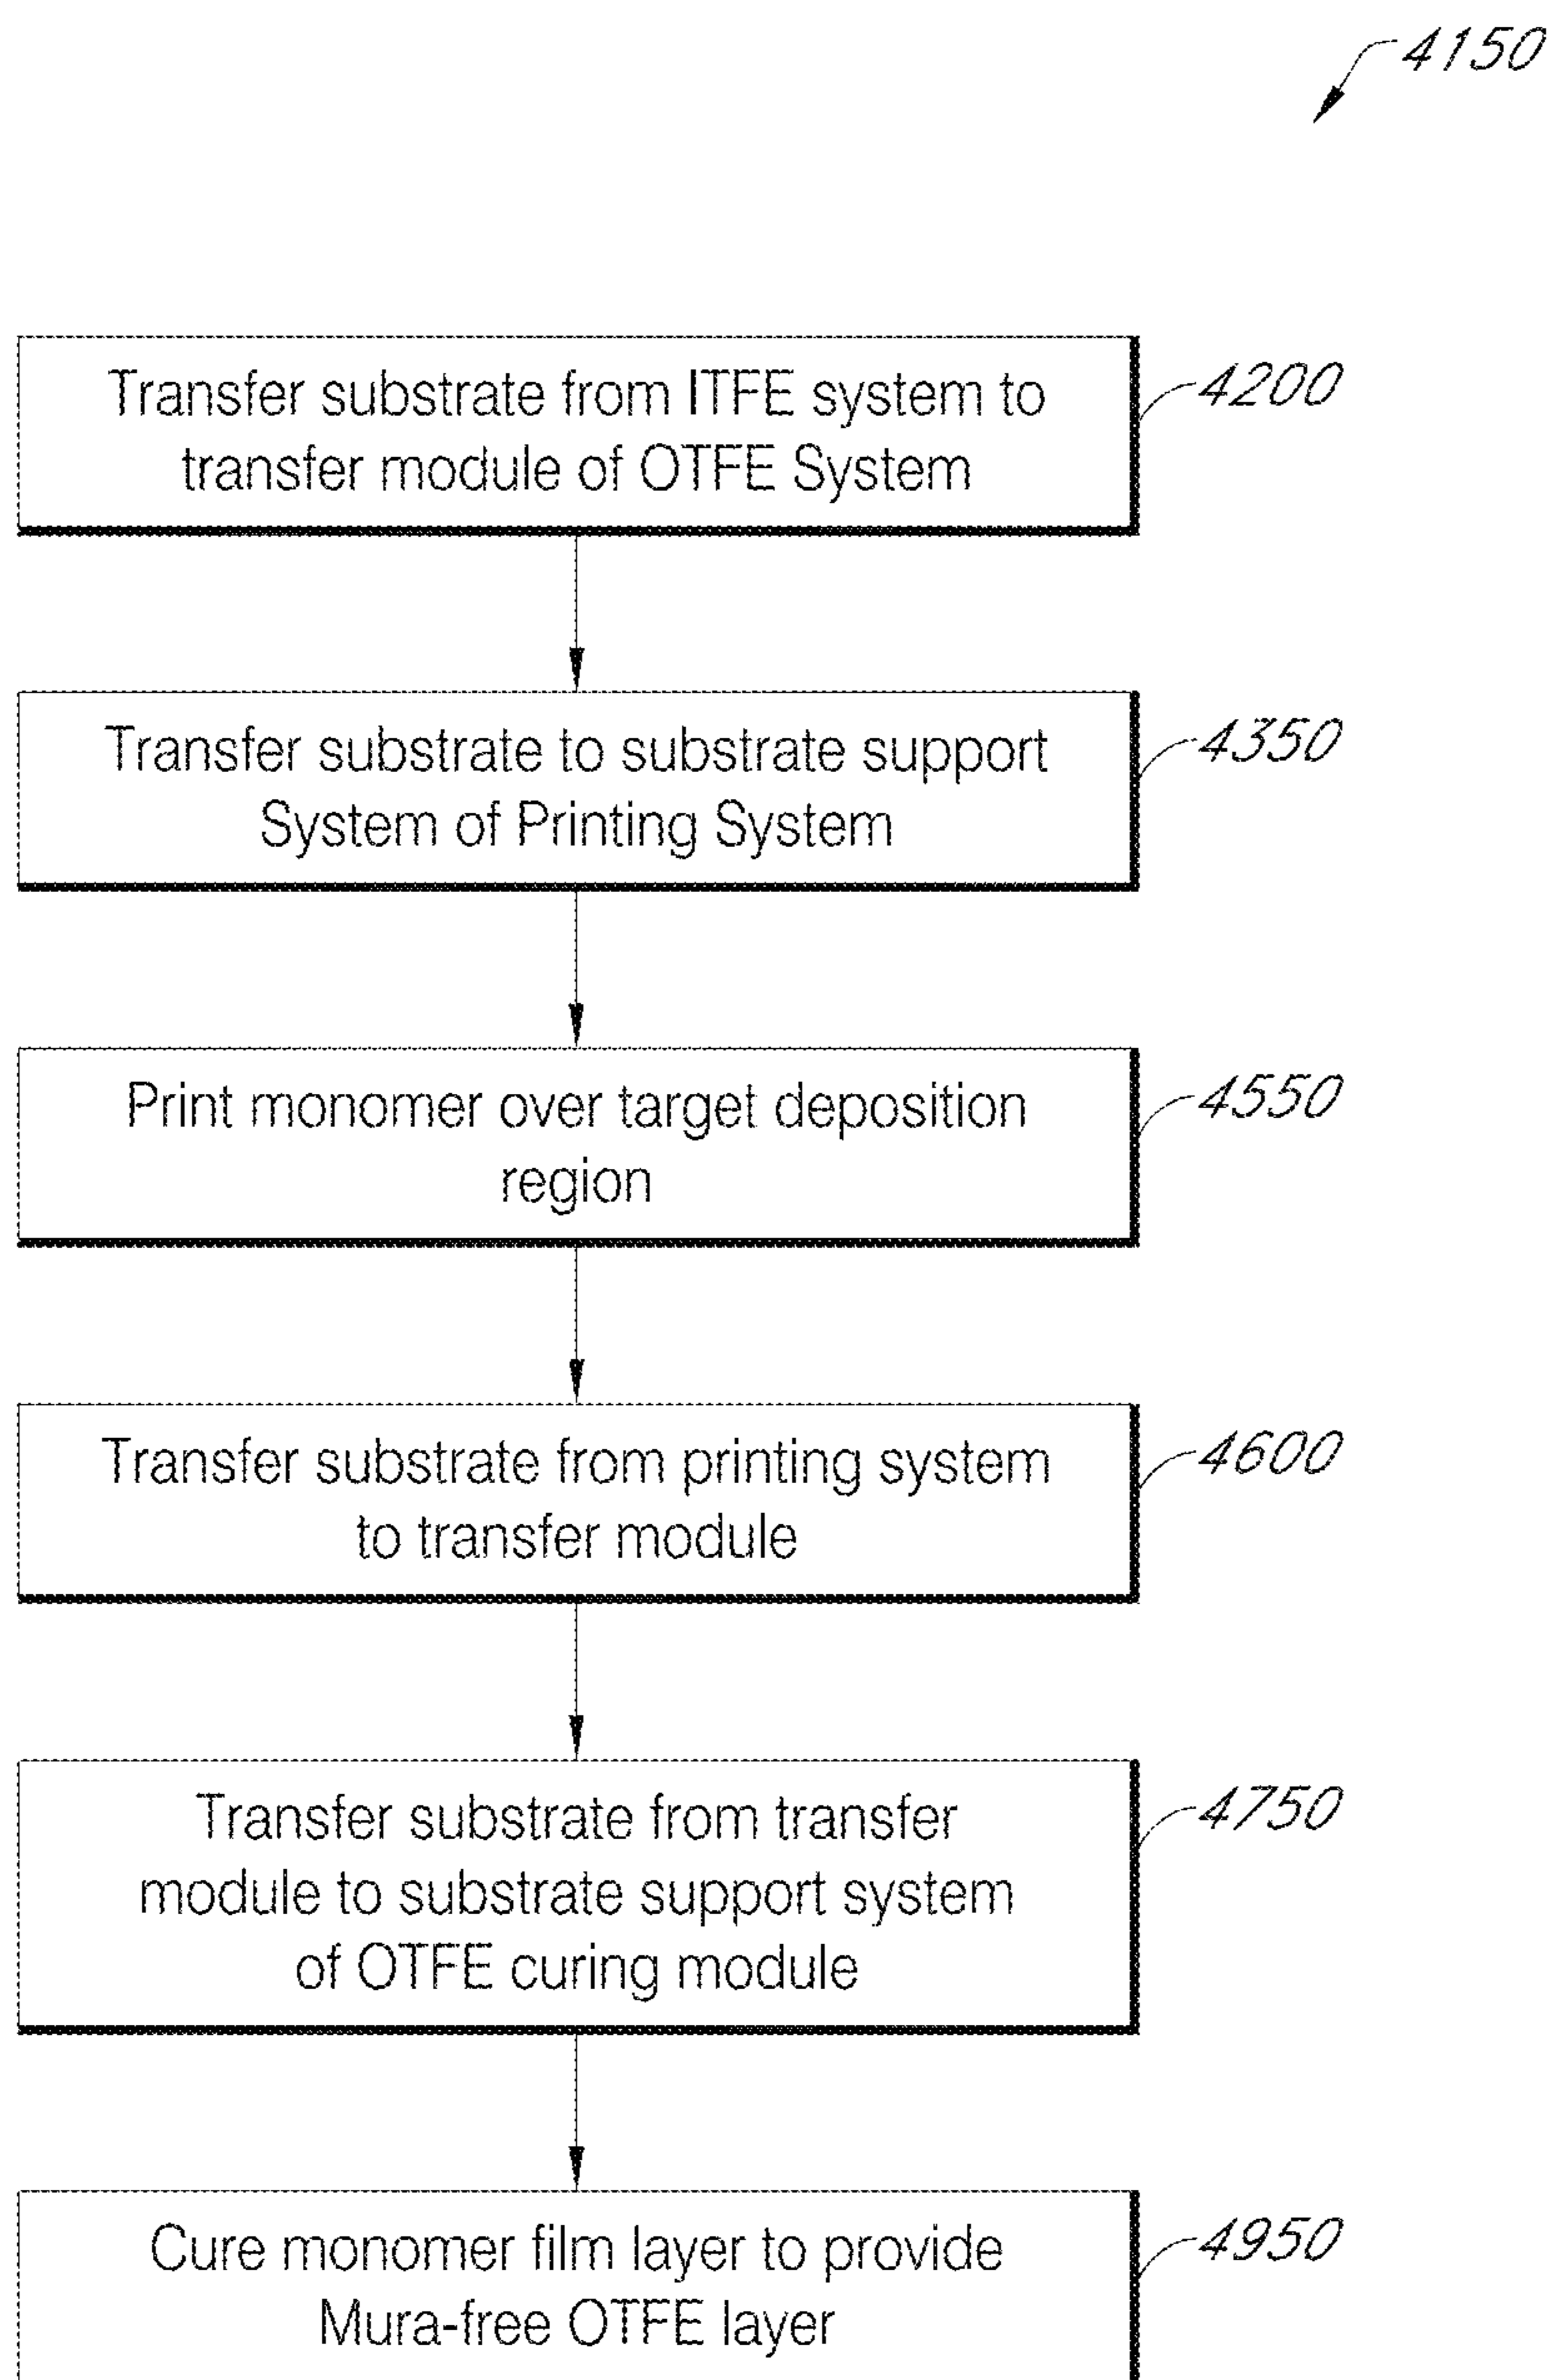 4150
Transfer substrate from ITFE system to
transfer module of OTFE System
4200
Transfer substrate to substrate support
System of Printing System
4350
Print monomer over target deposition
region
4550
Transfer substrate from printing system
to transfer module
4600
Transfer substrate from transfer
module to substrate support system
of OTFE curing module
4750
Cure monomer film layer to provide
Mura-free OTFE layer
4950